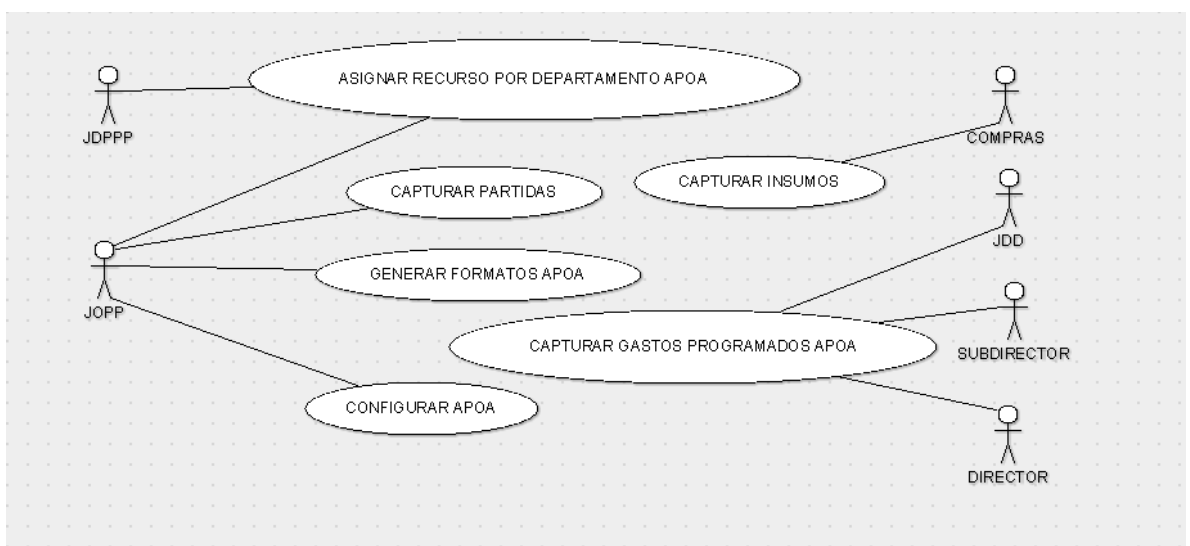 ASIGNAR RECURSO POR DEPARTAMENTO APOA
JDPPP
COMPRAS
CAPTURAR INSUMOS
CAPTURAR PARTIDAS
JDD
GENERAR FORMATOS APOA
JOPP
CAPTURAR GASTOS PROGRAMADOS APOA
SUBDIRECTOR
CONFIGURAR APOA
DIRECTOR